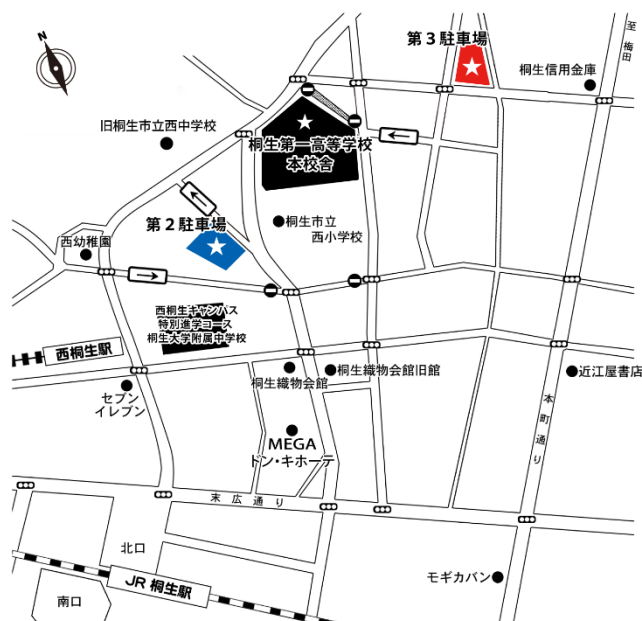 N
第3駐車場
至
梅
田
桐生信用金庫
旧桐生市立西中学校
桐生第一高等学校
本校舎
第2駐車場
桐生市立
西小学校
西幼稚園
西桐生キャンパス
特別進学コース
桐生大学附属中学校
西桐生駅
桐生織物会館
桐生織物会館旧館
近江屋書店
セブン
イレブン
本町通り
MEGA
ドン・キホーテ
末広通り
北口
JR 桐生駅
モギカバン
南口